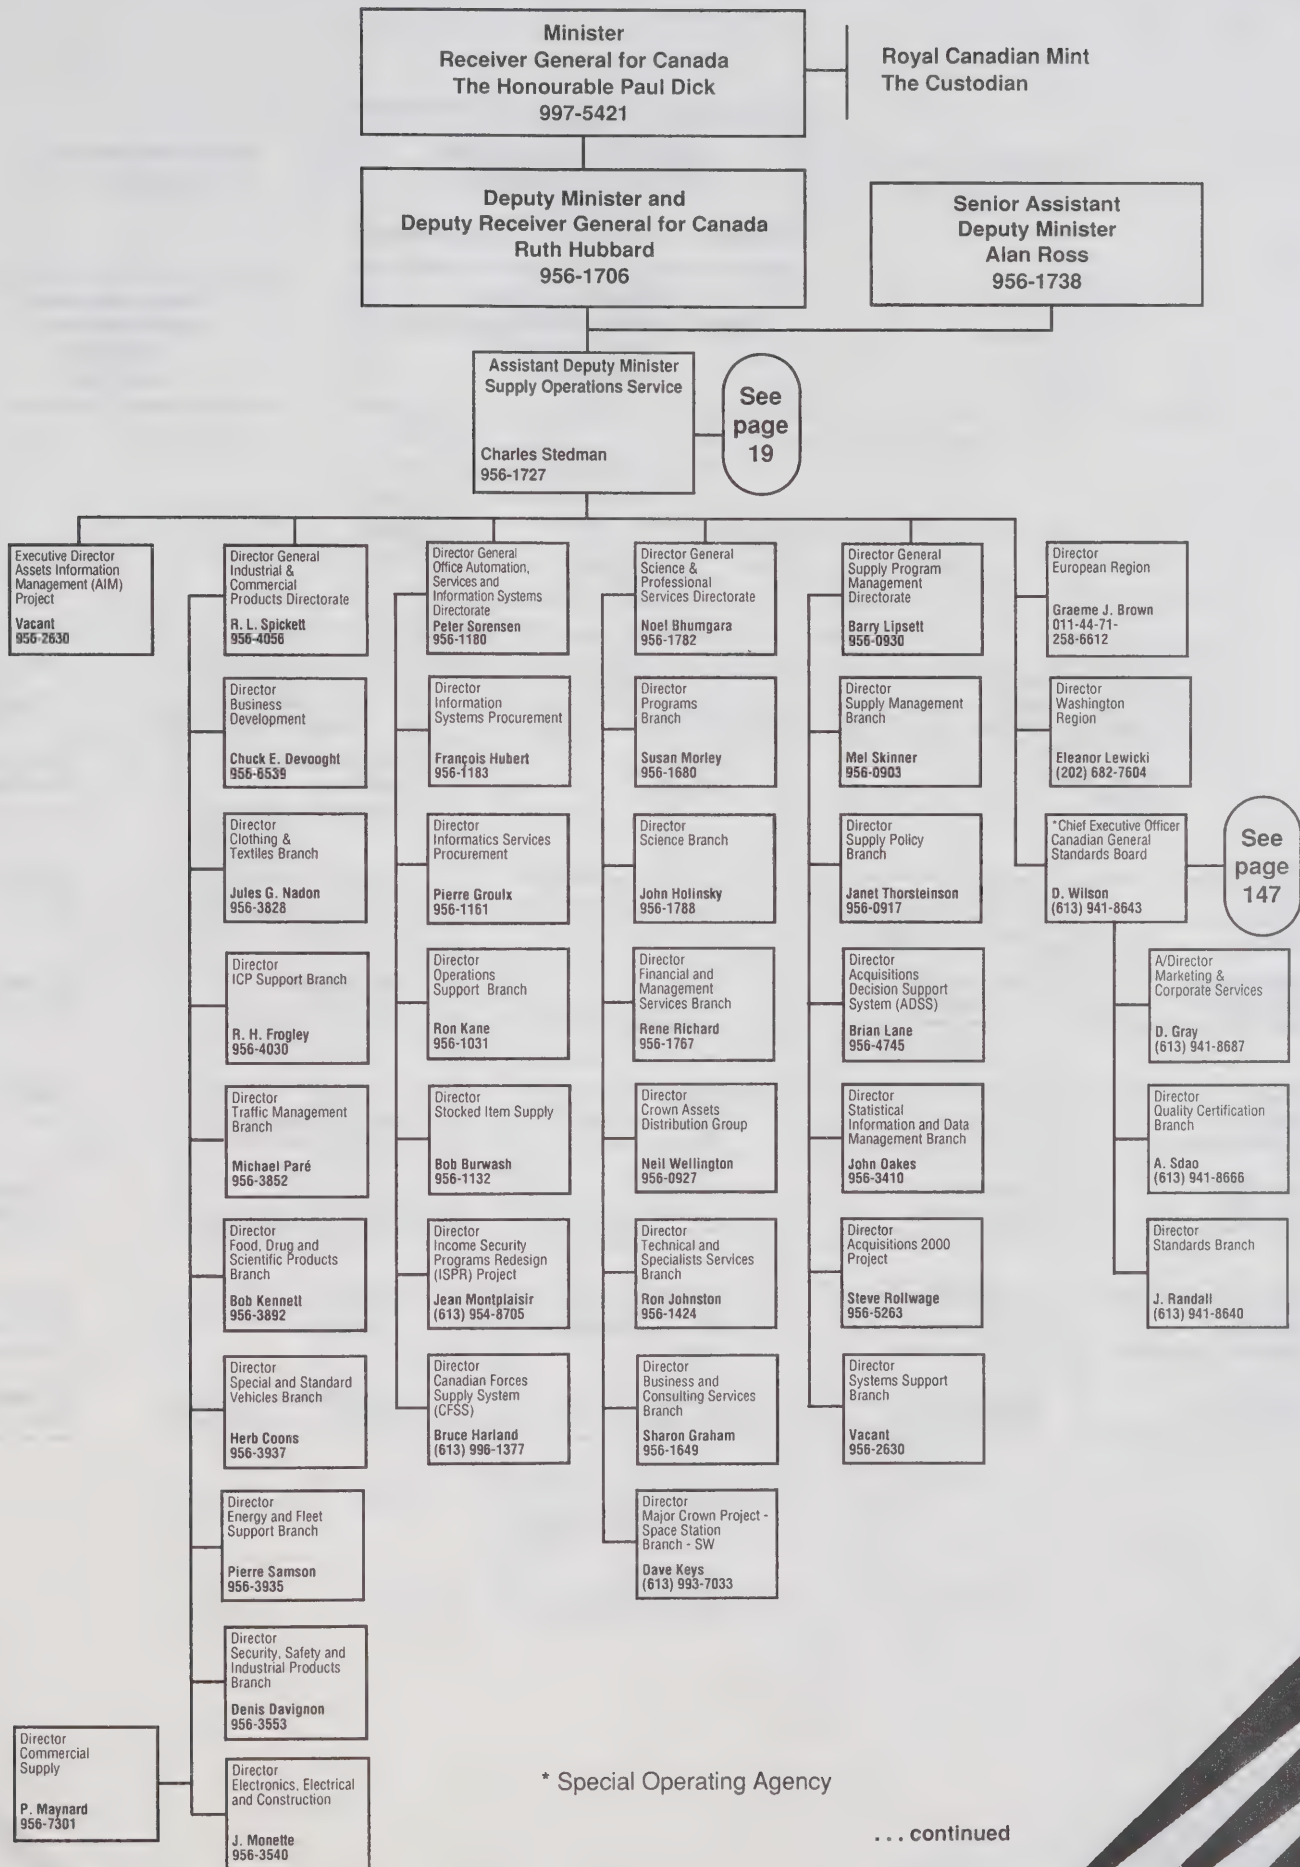 Minister
Receiver General for Canada
The Honourable Paul Dick
997-5421
Royal Canadian Mint
The Custodian
Deputy Minister and
Deputy Receiver General for Canada
Ruth Hubbard
956-1706
Senior Assistant
Deputy Minister
Alan Ross
956-1738
Assistant Deputy Minister
Supply Operations Service
Charles Stedman
956-1727
See
page
19
Executive Director
Assets Information
Management (AIM)
Project
Vacant
956-2630
Director General
Industrial &
Commercial
Products Directorate
R. L. Spickett
956-4056
Director
Business
Development
Chuck E. Devooght
956-6539
Director
Clothing &
Textiles Branch
Jules G. Nadon
956-3828
Director
ICP Support Branch
R. H. Frogley
956-4030
Director
Traffic Management
Branch
Michael Paré
956-3852
Director
Food, Drug and
Scientific Products
Branch
Bob Kennett
956-3892
Director
Special and Standard
Vehicles Branch
Herb Coons
956-3937
Director
Energy and Fleet
Support Branch
Pierre Samson
956-3935
Director
Security, Safety and
Industrial Products
Branch
Denis Davignon
956-3553
Director
Commercial
Supply
P. Maynard
956-7301
Director
Electronics, Electrical
and Construction
J. Monette
956-3540
Director General
Office Automation,
Services and
Information Systems
Directorate
Peter Sorensen
956-1180
Director
Information
Systems Procurement
François Hubert
956-1183
Director
Informatics Services
Procurement
Pierre Groulx
956-1161
Director
Operations
Support Branch
Ron Kane
956-1031
Director
Stocked Item Supply
Bob Burwash
956-1132
Director
Income Security
Programs Redesign
(ISPR) Project
Jean Montplaisir
(613) 954-8705
Director
Canadian Forces
Supply System
(CFSS)
Bruce Harland
(613) 996-1377
Director General
Science &
Professional
Services Directorate
Noel Bhumgara
956-1782
Director
Programs
Branch
Susan Morley
956-1680
Director
Science Branch
John Holinsky
956-1788
Director
Financial and
Management
Services Branch
Rene Richard
956-1767
Director
Crown Assets
Distribution Group
Neil Wellington
956-0927
Director
Technical and
Specialists Services
Branch
Ron Johnston
956-1424
Director
Business and
Consulting Services
Branch
Sharon Graham
956-1649
Director
Major Crown Project -
Space Station
Branch - SW
Dave Keys
(613) 993-7033
Director General
Supply Program
Management
Directorate
Barry Lipsett
956-0930
Director
Supply Management
Branch
Mel Skinner
956-0903
Director
Supply Policy
Branch
Janet Thorsteinson
956-0917
Director
Acquisitions
Decision Support
System (ADSS)
Brian Lane
956-4745
Director
Statistical
Information and Data
Management Branch
John Oakes
956-3410
Director
Acquisitions 2000
Project
Steve Rollwage
956-5263
Director
Systems Support
Branch
Vacant
956-2630
Director
European Region
Graeme J. Brown
011-44-71-
258-6612
Director
Washington
Region
Eleanor Lewicki
(202) 682-7604
*Chief Executive Officer
Canadian General
Standards Board
D. Wilson
(613) 941-8643
See
page
147
A/Director
Marketing &
Corporate Services
D. Gray
(613) 941-8687
Director
Quality Certification
Branch
A. Sdao
(613) 941-8666
Director
Standards Branch
J. Randall
(613) 941-8640
* Special Operating Agency
... continued